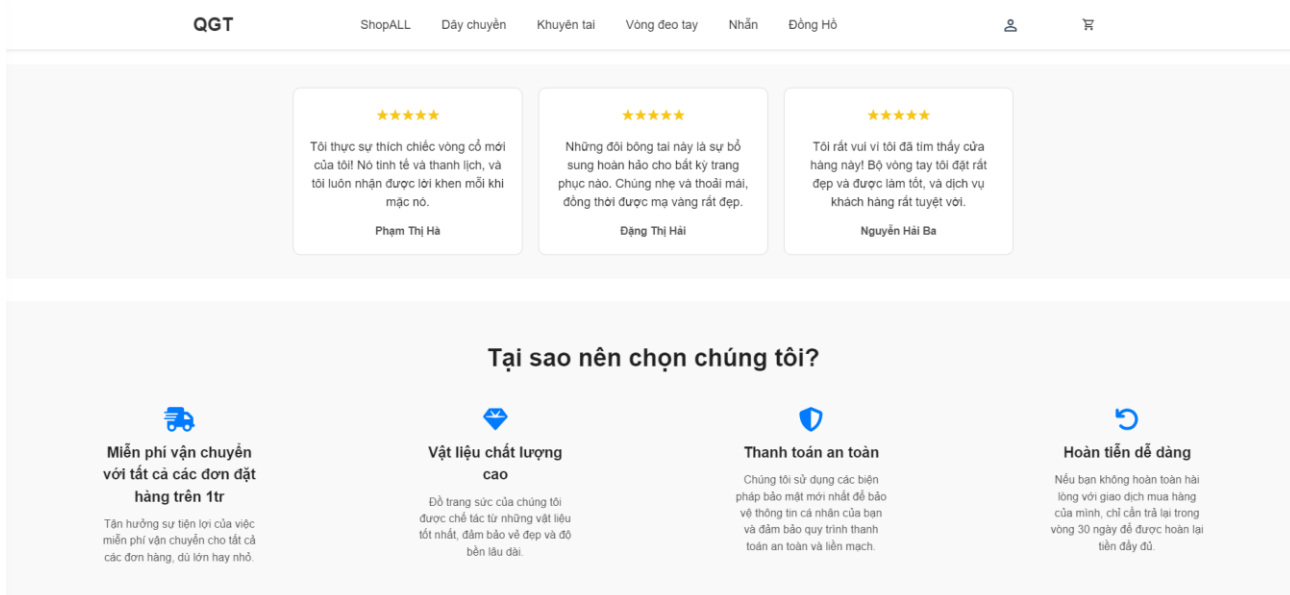 QGT
ShopALL
Dây chuyền
Khuyên tai
Vòng đeo tay
Nhẫn
Đồng Hồ
Tôi thực sự thích chiếc vòng cổ mới
của tôi! Nó tinh tế và thanh lịch, và
tôi luôn nhận được lời khen mỗi khi
mặc nó.
Phạm Thị Hà
Những đôi bông tai này là sự bổ
sung hoàn hảo cho bất kỳ trang
phục nào. Chúng nhẹ và thoải mái,
đồng thời được mạ vàng rất đẹp.
Đặng Thị Hải
Tôi rất vui vì tôi đã tìm thấy cửa
hàng này! Bộ vòng tay tôi đặt rất
đẹp và được làm tốt, và dịch vụ
khách hàng rất tuyệt vời.
Nguyễn Hải Ba
Tại sao nên chọn chúng tôi?
Miễn phí vận chuyển
với tất cả các đơn đặt
hàng trên 1tr
Tận hưởng sự tiện lợi của việc
miễn phí vận chuyển cho tất cả
các đơn hàng, dù lớn hay nhỏ.
Vật liệu chất lượng
cao
Đồ trang sức của chúng tôi
được chế tác từ những vật liệu
tốt nhất, đảm bảo vẻ đẹp và độ
bền lâu dài.
Thanh toán an toàn
Chúng tôi sử dụng các biện
pháp bảo mật mới nhất để bảo
vệ thông tin cá nhân của bạn
và đảm bảo quy trình thanh
toán an toàn và liền mạch.
Hoàn tiền dễ dàng
Nếu bạn không hoàn toàn hài
lòng với giao dịch mua hàng
của mình, chỉ cần trả lại trong
vòng 30 ngày để được hoàn lại
tiền đầy đủ.